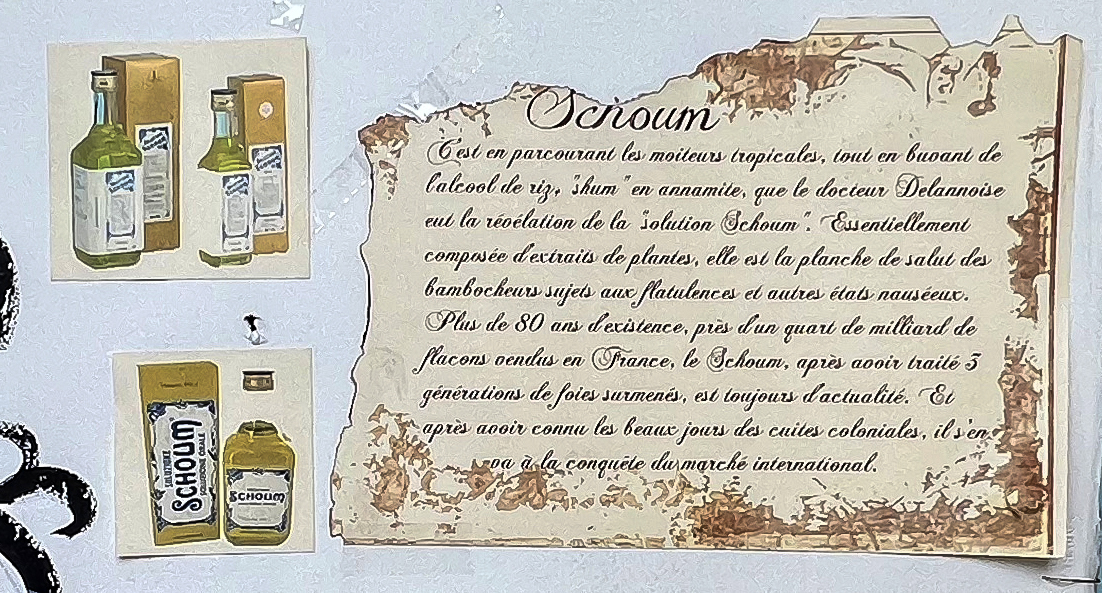 Schoum
C'est en parcourant les moiteurs tropicales, tout en buvant de
l'alcool de riz, "shum" en annamite, que le docteur Delannoise
eut la révélation de la "solution Schoum". Essentiellement
composée d'extraits de plantes, elle est la planche de salut des
bambocheurs sujets aux flatulences et autres états nauséeux.
Plus de 80 ans d'existence, près d'un quart de milliard de
flacons vendus en France, le Schoum, après avoir traité 3
générations de foies surmenés, est toujours d'actualité. Et
après avoir connu les beaux jours des cuites coloniales, il s'en
va à la conquête du marché international.
SOLUTION
SCHOUM
SOLUTION ORALE
SCHOUM